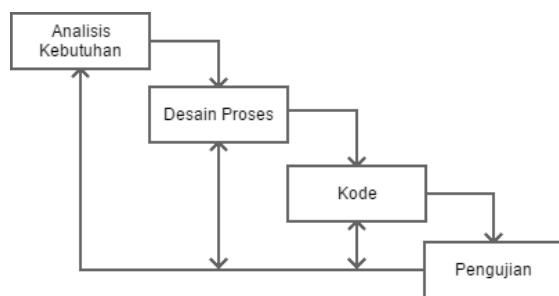 Analisis
Kebutuhan
Desain Proses
Kode
Pengujian